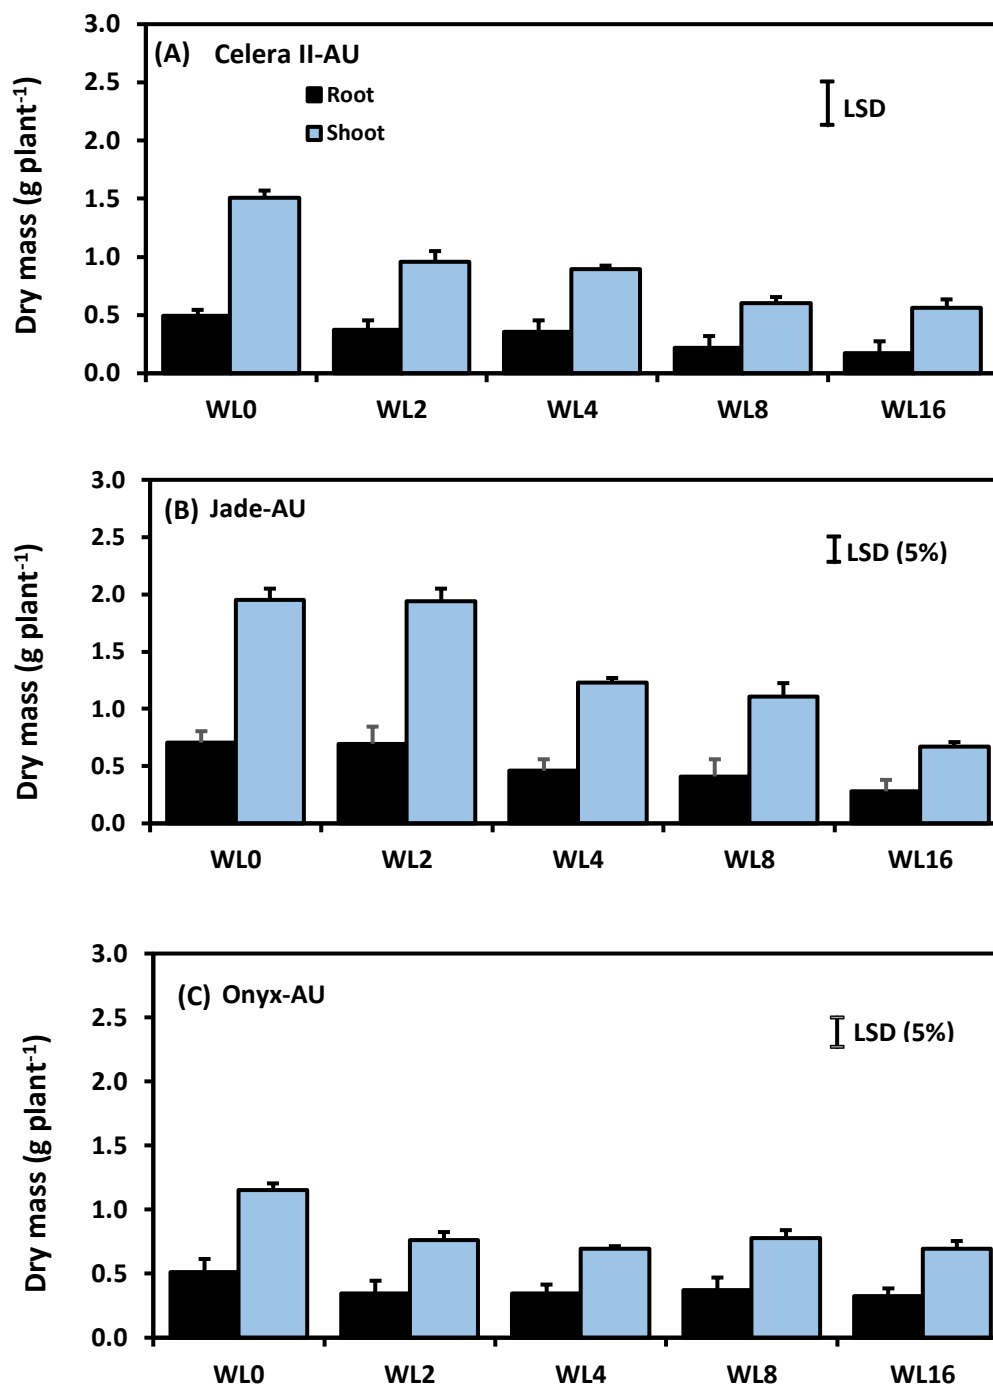 (A) Celera II-AU
Root
Shoot
LSD
Dry mass (g plant⁻¹)
3.0
2.5
2.0
1.5
1.0
0.5
0.0
WL0 WL2 WL4 WL8 WL16
(B) Jade-AU
LSD (5%)
Dry mass (g plant⁻¹)
3.0
2.5
2.0
1.5
1.0
0.5
0.0
WL0 WL2 WL4 WL8 WL16
(C) Onyx-AU
LSD (5%)
Dry mass (g plant⁻¹)
3.0
2.5
2.0
1.5
1.0
0.5
0.0
WL0 WL2 WL4 WL8 WL16